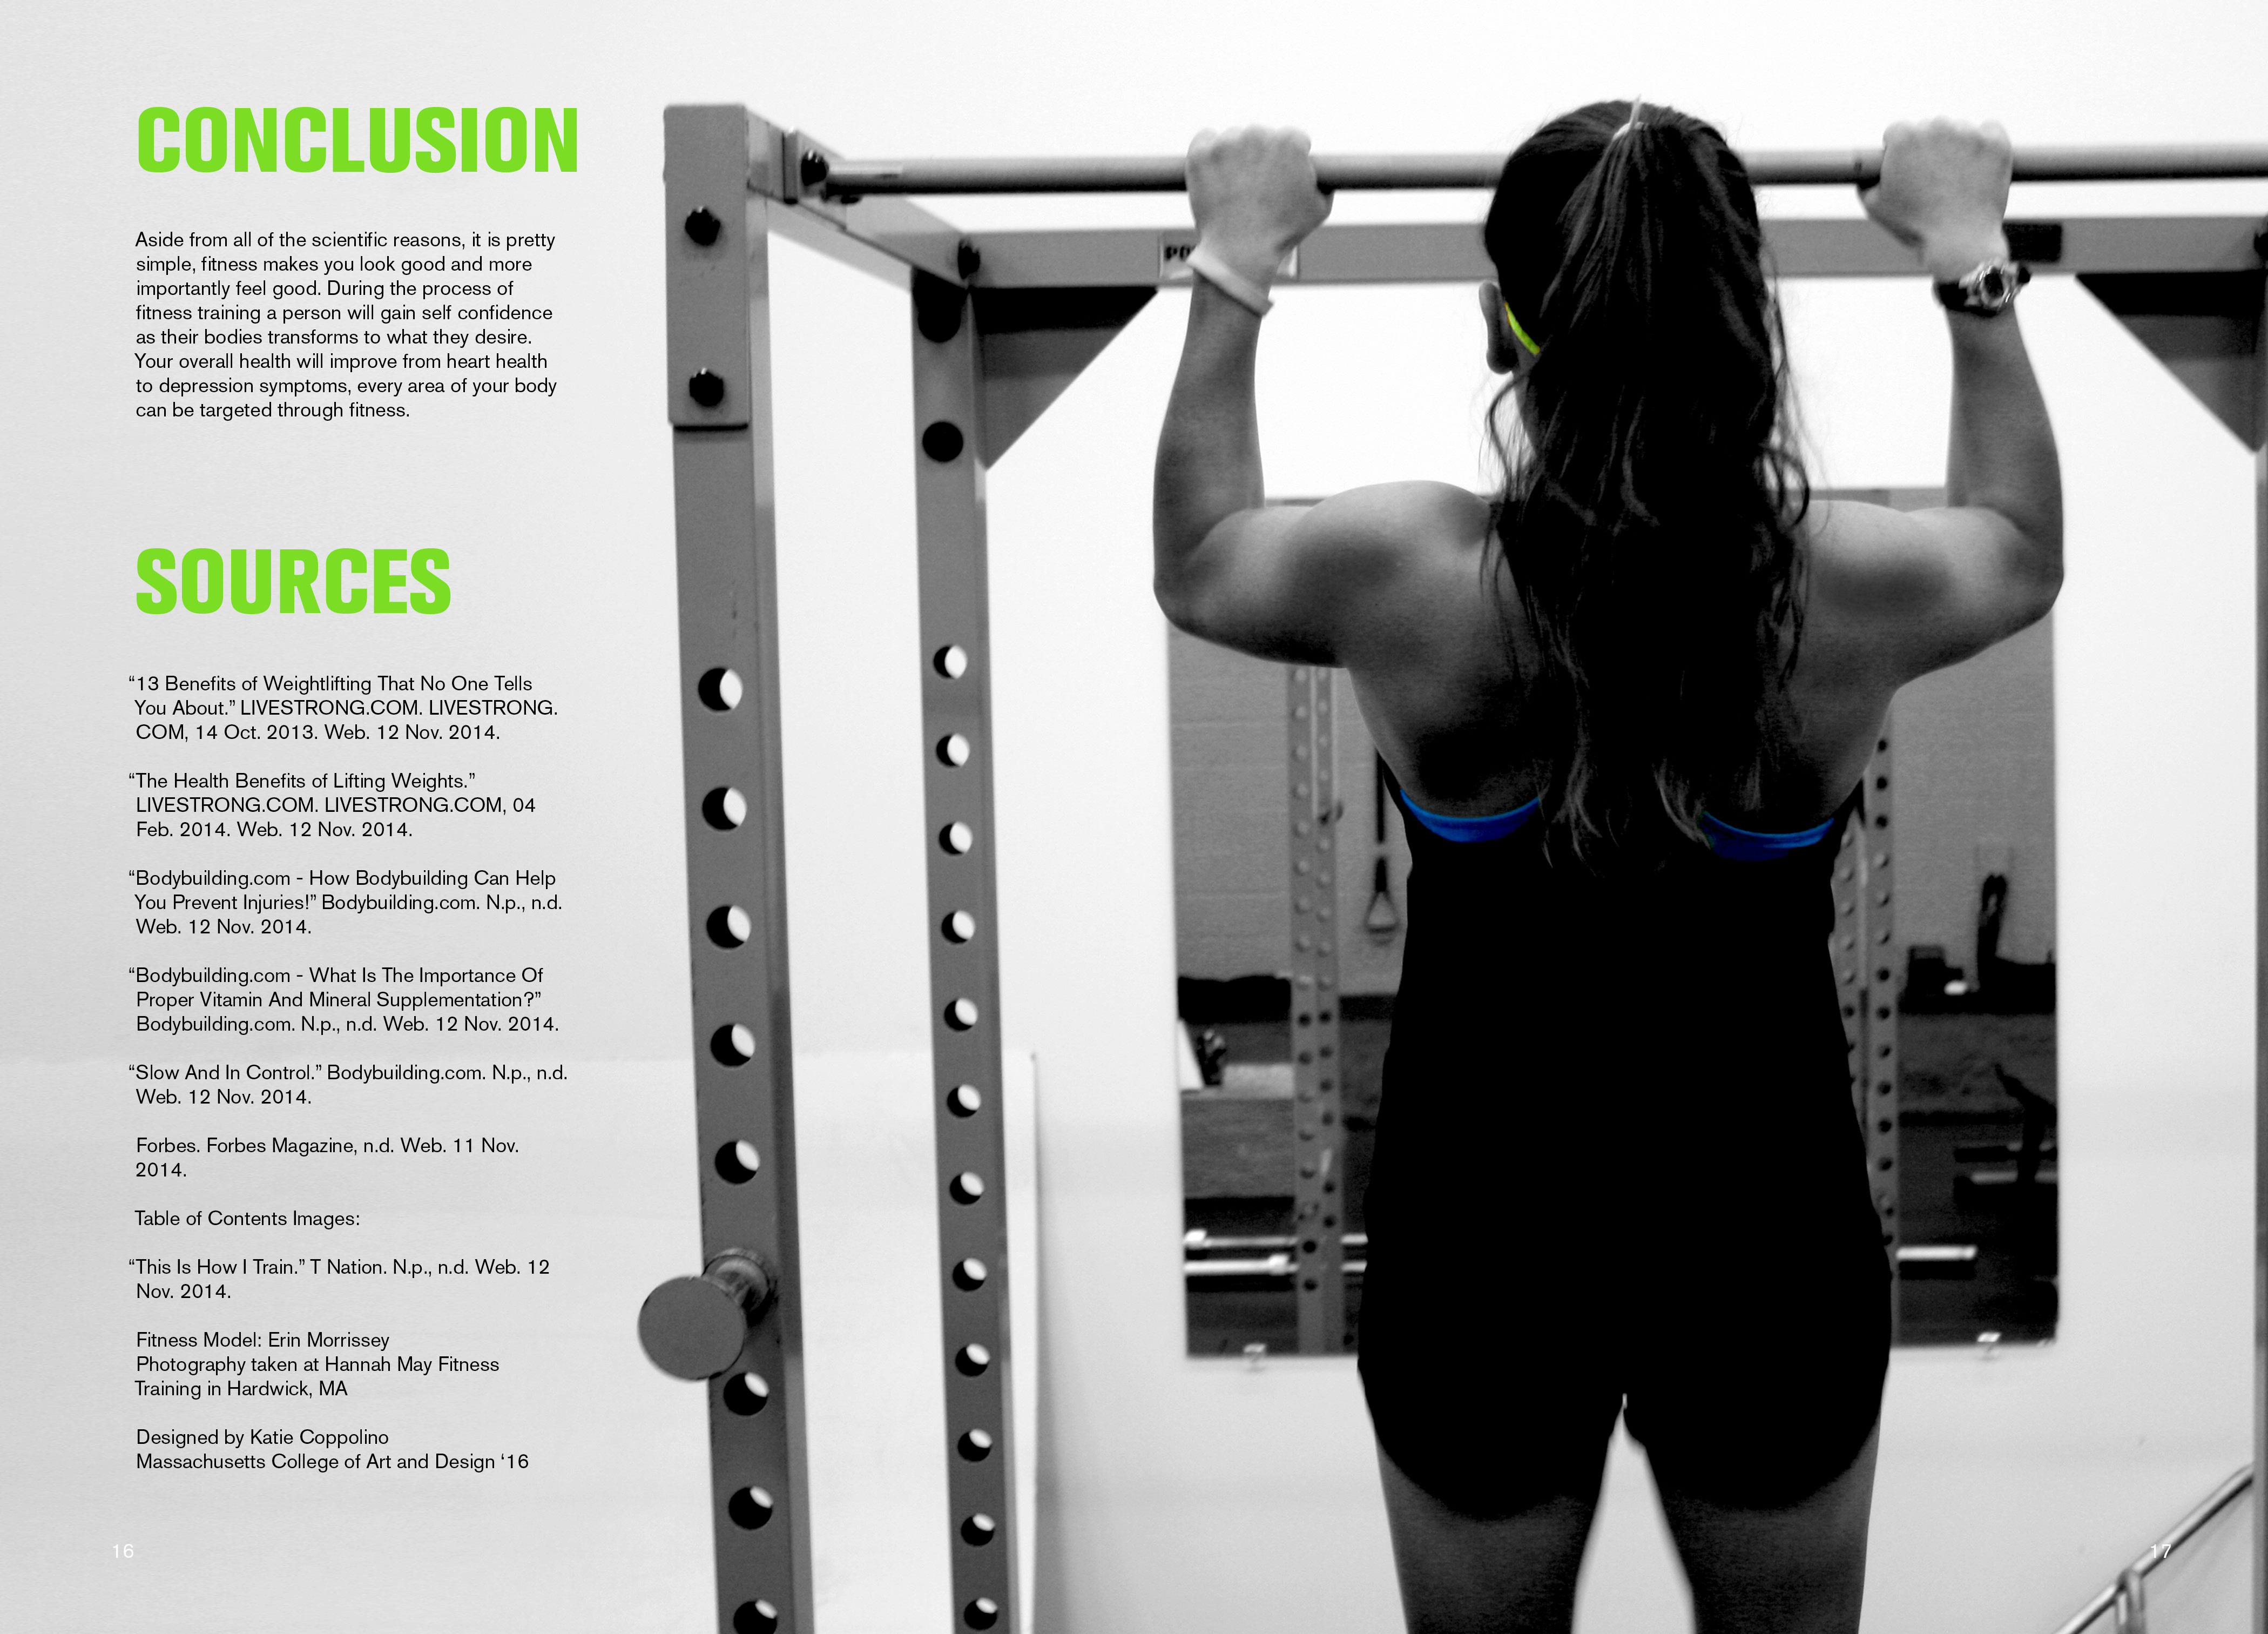 CONCLUSION
Aside from all of the scientific reasons, it is pretty
simple, fitness makes you look good and more
importantly feel good. During the process of
fitness training a person will gain self confidence
as their bodies transforms to what they desire.
Your overall health will improve from heart health
to depression symptoms, every area of your body
can be targeted through fitness.
SOURCES
“13 Benefits of Weightlifting That No One Tells
You About.” LIVESTRONG.COM. LIVESTRONG.
COM, 14 Oct. 2013. Web. 12 Nov. 2014.
“The Health Benefits of Lifting Weights.”
LIVESTRONG.COM. LIVESTRONG.COM, 04
Feb. 2014. Web. 12 Nov. 2014.
“Bodybuilding.com - How Bodybuilding Can Help
You Prevent Injuries!” Bodybuilding.com. N.p., n.d.
Web. 12 Nov. 2014.
“Bodybuilding.com - What Is The Importance Of
Proper Vitamin And Mineral Supplementation?”
Bodybuilding.com. N.p., n.d. Web. 12 Nov. 2014.
“Slow And In Control.” Bodybuilding.com. N.p., n.d.
Web. 12 Nov. 2014.
Forbes. Forbes Magazine, n.d. Web. 11 Nov.
2014.
Table of Contents Images:
“This Is How I Train.” T Nation. N.p., n.d. Web. 12
Nov. 2014.
Fitness Model: Erin Morrissey
Photography taken at Hannah May Fitness
Training in Hardwick, MA
Designed by Katie Coppolino
Massachusetts College of Art and Design ‘16
16
17